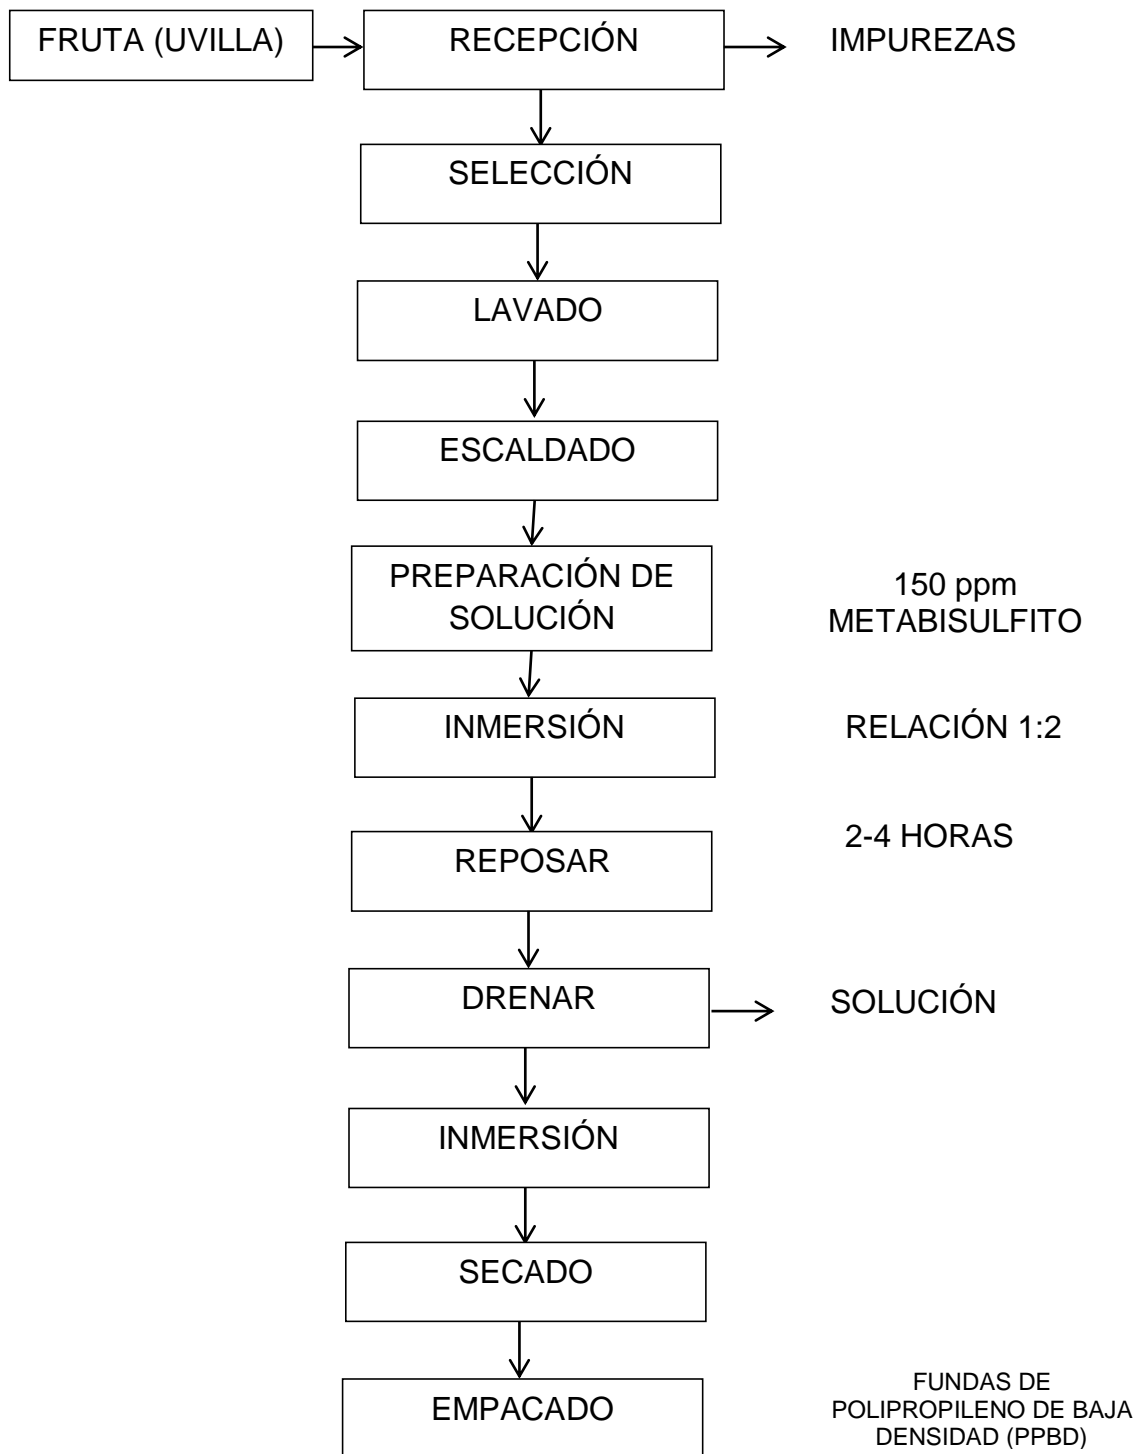 FRUTA (UVILLA)
RECEPCIÓN
IMPUREZAS
SELECCIÓN
LAVADO
ESCALDADO
PREPARACIÓN DE
SOLUCIÓN
150 ppm
METABISULFITO
INMERSIÓN
RELACIÓN 1:2
REPOSAR
2-4 HORAS
DRENAR
SOLUCIÓN
INMERSIÓN
SECADO
EMPACADO
FUNDAS DE
POLIPROPILENO DE BAJA
DENSIDAD (PPBD)